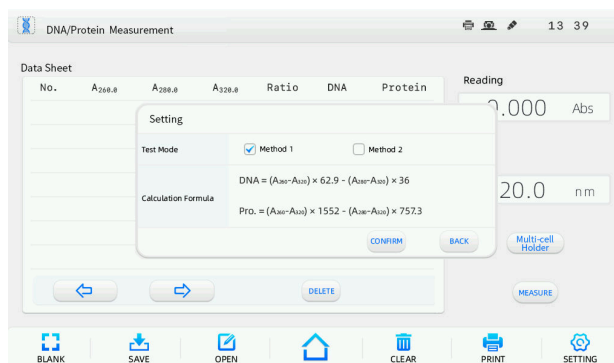 DNA/Protein Measurement
13 39
Data Sheet
Reading
No. A260.0 A280.0 A320.0 Ratio DNA Protein
0.000 Abs
Setting
Test Mode Method 1 Method 2
Calculation Formula
DNA = (A260-A320) × 62.9 - (A280-A320) × 36
Pro. = (A280-A320) × 1552 - (A260-A320) × 757.3
20.0 nm
CONFIRM BACK
Multi-cell
Holder
DELETE
MEASURE
BLANK SAVE OPEN CLEAR PRINT SETTING